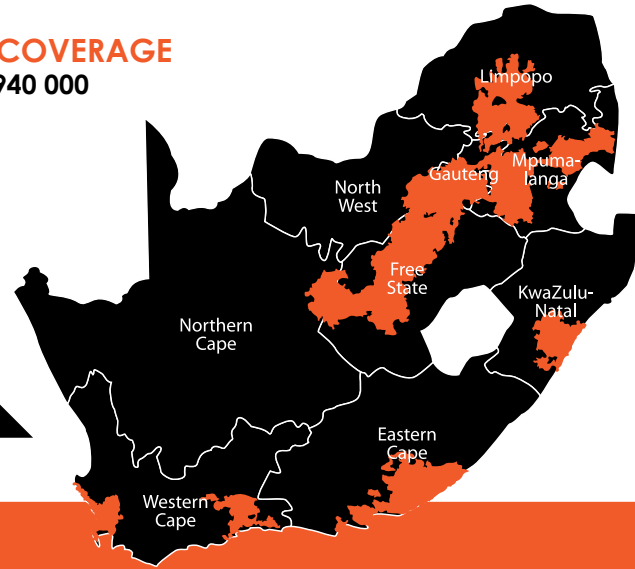 COVERAGE
940 000
Limpopo
Mpuma-
langa
Gauteng
North
West
Free
State
KwaZulu-
Natal
Northern
Cape
Eastern
Cape
Western
Cape